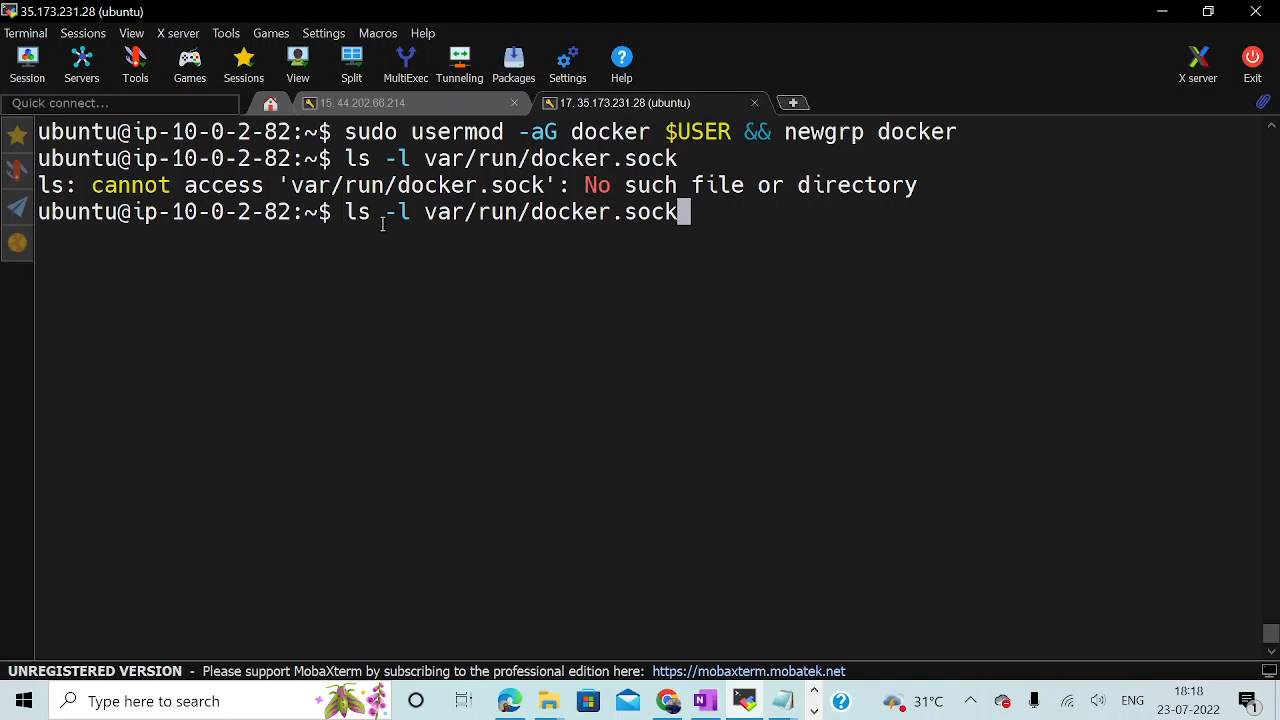 35.173.231.28 (ubuntu)
Terminal Sessions View X server Tools Games Settings Macros Help
Session Servers Tools Games Sessions View Split MultiExec Tunneling Packages Settings Help X server Exit
Quick connect... 15. 44.202.66.214 17. 35.173.231.28 (ubuntu)
ubuntu@ip-10-0-2-82:~$ sudo usermod -aG docker $USER && newgrp docker
ubuntu@ip-10-0-2-82:~$ ls -l var/run/docker.sock
ls: cannot access 'var/run/docker.sock': No such file or directory
ubuntu@ip-10-0-2-82:~$ ls -l var/run/docker.sock
UNREGISTERED VERSION - Please support MobaXterm by subscribing to the professional edition here: https://mobaxterm.mobatek.net
Type here to search 31°C ENG 18:18
23-07-2022 1